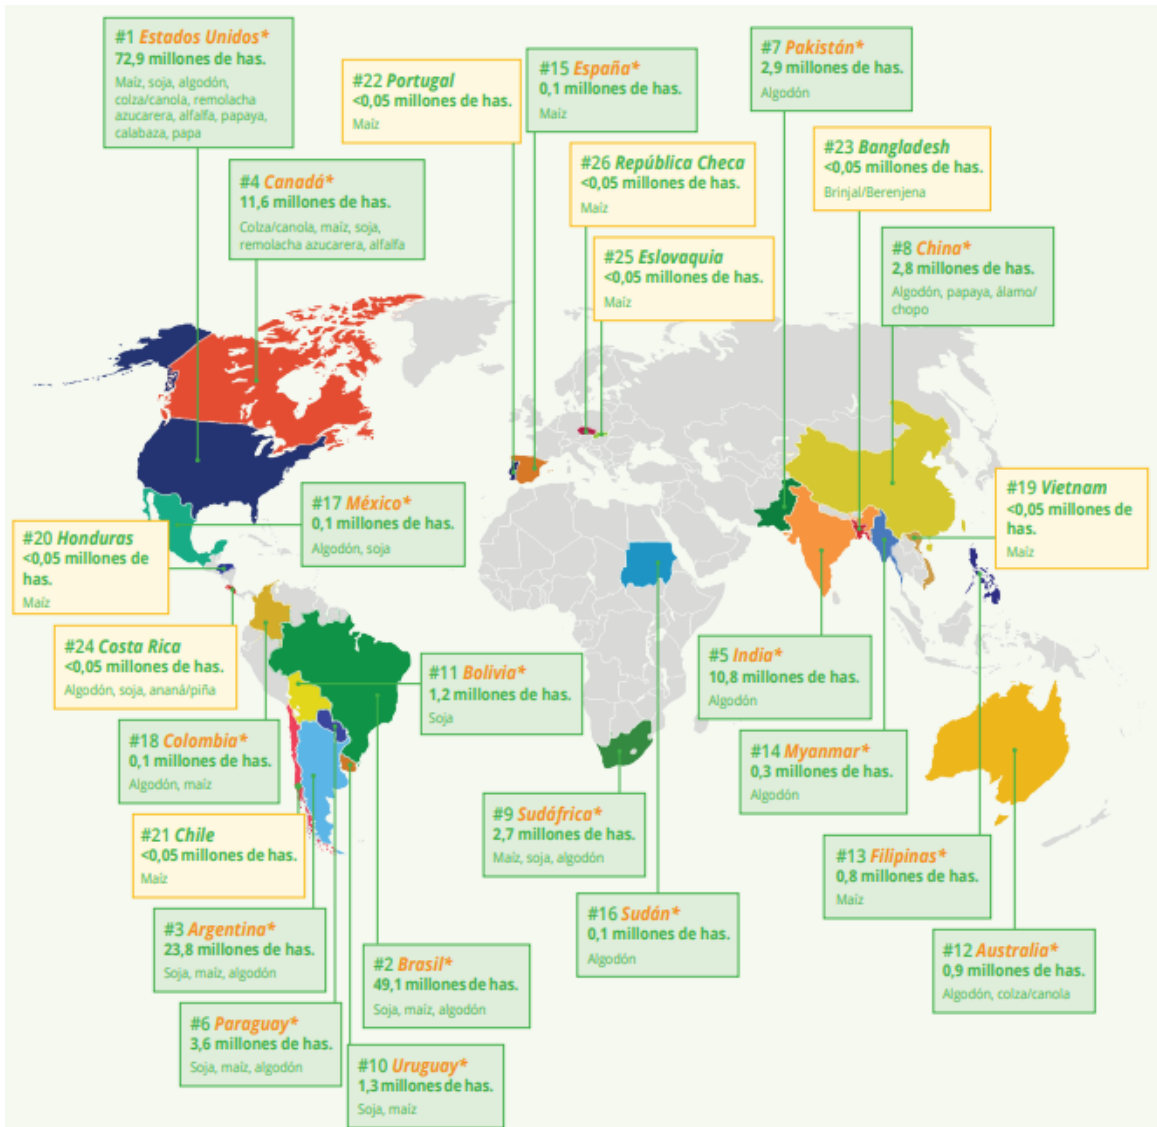 #1 Estados Unidos*
72,9 millones de has.
Maíz, soja, algodón,
colza/canola, remolacha
azucarera, alfalfa, papaya,
calabaza, papa
#22 Portugal
<0,05 millones de has.
Maíz
#15 España*
0,1 millones de has.
Maíz
#7 Pakistán*
2,9 millones de has.
Algodón
#4 Canadá*
11,6 millones de has.
Colza/canola, maíz, soja,
remolacha azucarera, alfalfa
#26 República Checa
<0,05 millones de has.
Maíz
#23 Bangladesh
<0,05 millones de has.
Brinjal/Berenjena
#25 Eslovaquia
<0,05 millones de has.
Maíz
#8 China*
2,8 millones de has.
Algodón, papaya, álamo/
chopo
#17 México*
0,1 millones de has.
Algodón, soja
#19 Vietnam
<0,05 millones de
has.
Maíz
#20 Honduras
<0,05 millones de
has.
Maíz
#24 Costa Rica
<0,05 millones de has.
Algodón, soja, ananá/piña
#11 Bolivia*
1,2 millones de has.
Soja
#5 India*
10,8 millones de has.
Algodón
#18 Colombia*
0,1 millones de has.
Algodón, maíz
#14 Myanmar*
0,3 millones de has.
Algodón
#21 Chile
<0,05 millones de has.
Maíz
#9 Sudáfrica*
2,7 millones de has.
Maíz, soja, algodón
#13 Filipinas*
0,8 millones de has.
Maíz
#3 Argentina*
23,8 millones de has.
Soja, maíz, algodón
#16 Sudán*
0,1 millones de has.
Algodón
#2 Brasil*
49,1 millones de has.
Soja, maíz, algodón
#12 Australia*
0,9 millones de has.
Algodón, colza/canola
#6 Paraguay*
3,6 millones de has.
Soja, maíz, algodón
#10 Uruguay*
1,3 millones de has.
Soja, maíz